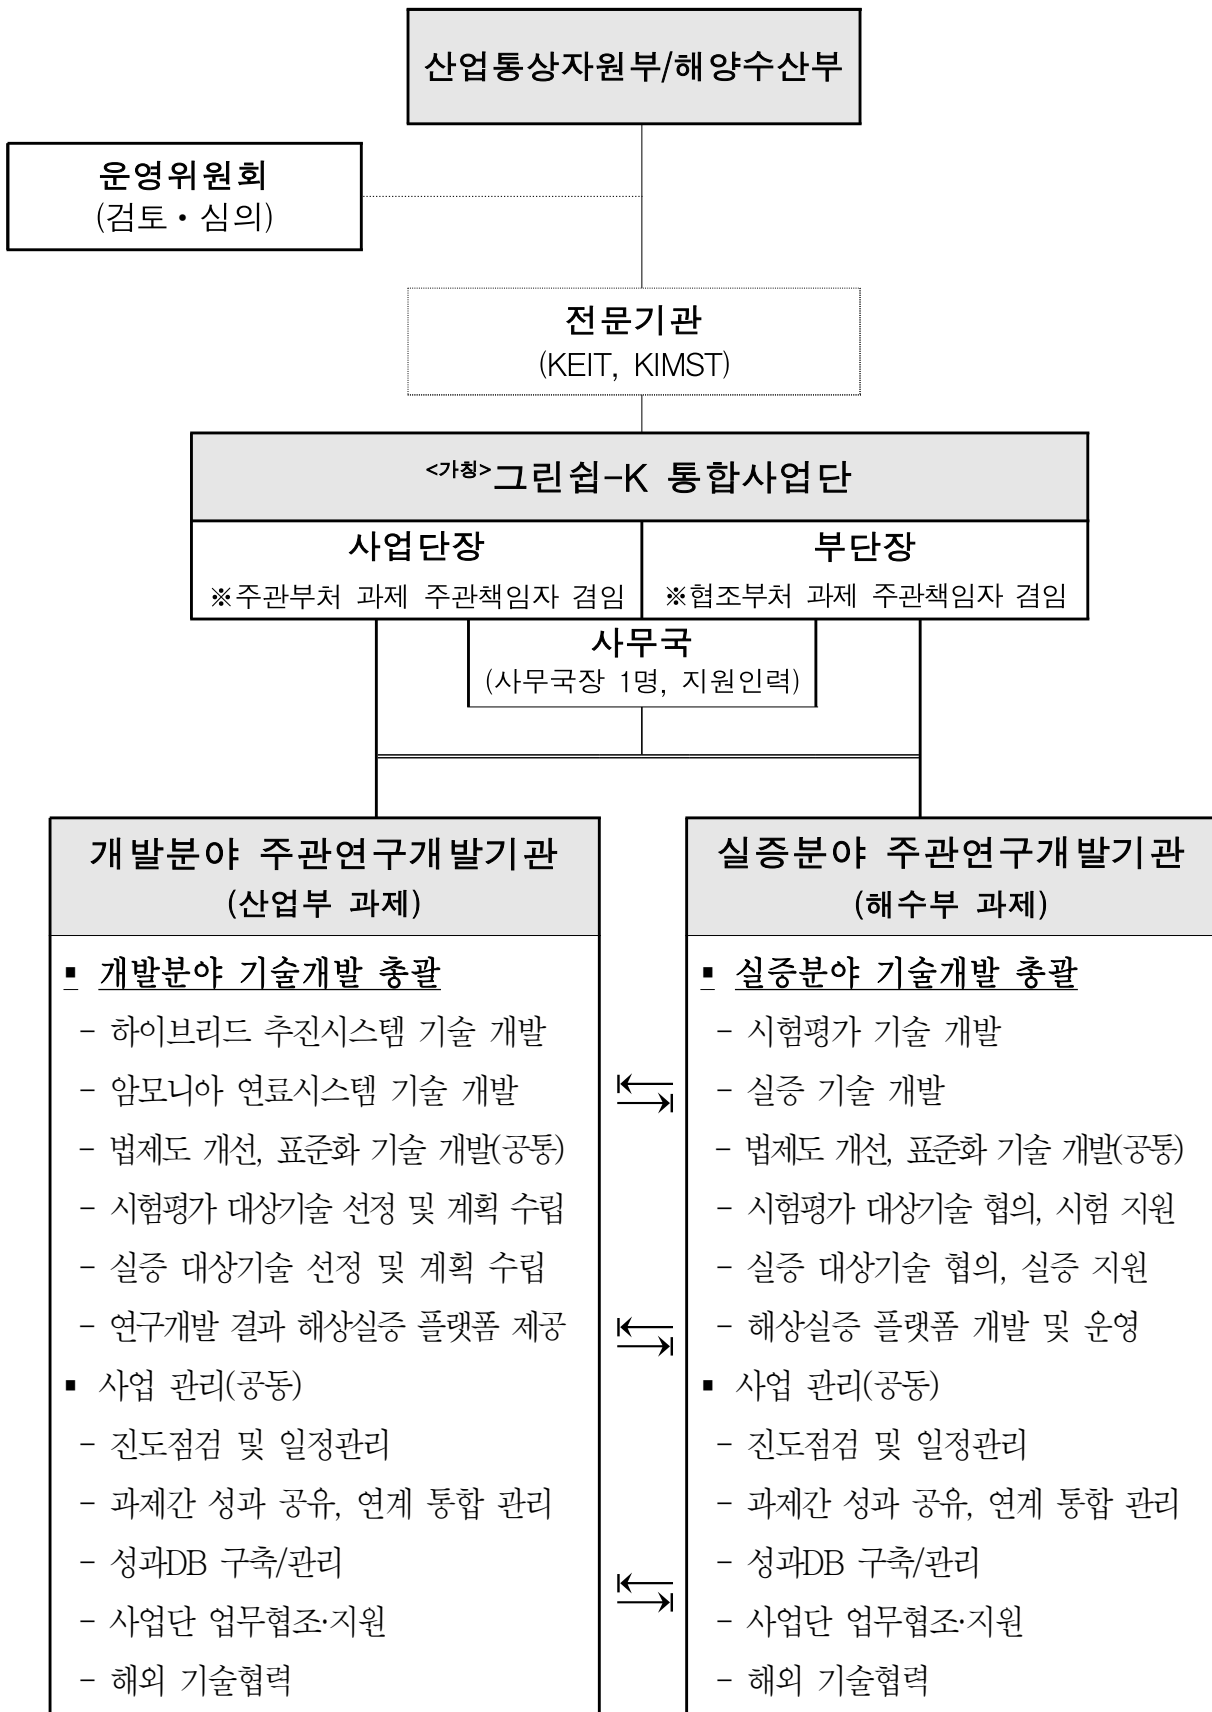 산업통상자원부/해양수산부
운영위원회
(검토・심의)
전문기관
(KEIT, KIMST)
<가칭>그린쉽-K 통합사업단
사업단장
※주관부처 과제 주관책임자 겸임
부단장
※협조부처 과제 주관책임자 겸임
사무국
(사무국장 1명, 지원인력)
개발분야 주관연구개발기관
(산업부 과제)
▪ 개발분야 기술개발 총괄
- 하이브리드 추진시스템 기술 개발
- 암모니아 연료시스템 기술 개발
- 법제도 개선, 표준화 기술 개발(공통)
- 시험평가 대상기술 선정 및 계획 수립
- 실증 대상기술 선정 및 계획 수립
- 연구개발 결과 해상실증 플랫폼 제공
▪ 사업 관리(공동)
- 진도점검 및 일정관리
- 과제간 성과 공유, 연계 통합 관리
- 성과DB 구축/관리
- 사업단 업무협조·지원
- 해외 기술협력
실증분야 주관연구개발기관
(해수부 과제)
▪ 실증분야 기술개발 총괄
- 시험평가 기술 개발
- 실증 기술 개발
- 법제도 개선, 표준화 기술 개발(공통)
- 시험평가 대상기술 협의, 시험 지원
- 실증 대상기술 협의, 실증 지원
- 해상실증 플랫폼 개발 및 운영
▪ 사업 관리(공동)
- 진도점검 및 일정관리
- 과제간 성과 공유, 연계 통합 관리
- 성과DB 구축/관리
- 사업단 업무협조·지원
- 해외 기술협력